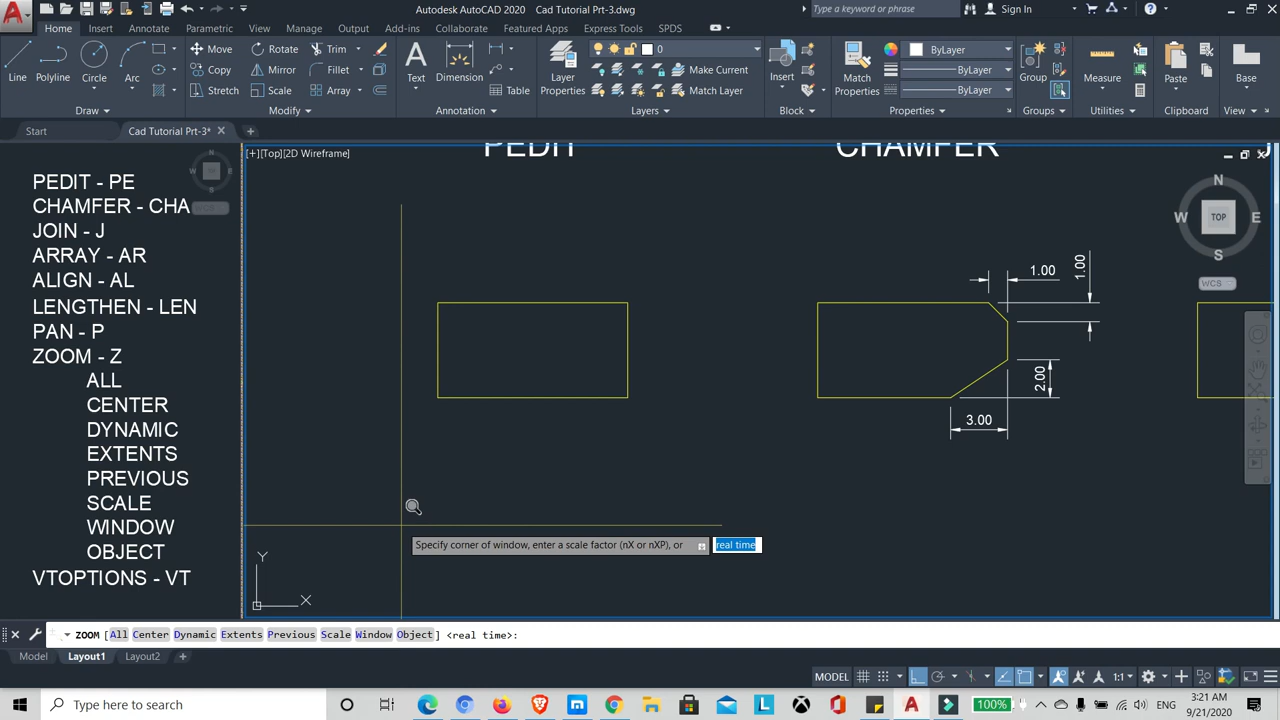 Autodesk AutoCAD 2020 Cad Tutorial Prt-3.dwg
Type a keyword or phrase
Sign In
Home Insert Annotate Parametric View Manage Output Add-ins Collaborate Express Tools Featured Apps SPDS
Line
Polyline
Circle
Arc
Move
Rotate
Trim
Copy
Mirror
Fillet
Stretch
Scale
Array
Text
Dimension
Table
Layer
Properties
0
Make Current
Match Layer
Insert
Match
Properties
ByLayer
ByLayer
ByLayer
Group
Measure
Paste
Base
Draw
Modify
Annotation
Layers
Block
Properties
Groups
Utilities
Clipboard
View
Start
Cad Tutorial Prt-3*
[+][Top][2D Wireframe]
PEDIT
CHAMFER
PEDIT - PE
CHAMFER - CHA
JOIN - J
ARRAY - AR
ALIGN - AL
LENGTHEN - LEN
PAN - P
ZOOM - Z
ALL
CENTER
DYNAMIC
EXTENTS
PREVIOUS
SCALE
WINDOW
OBJECT
VTOPTIONS - VT
N
W
E
S
WCS
N
W
TOP
E
S
WCS
1.00
1.00
2.00
3.00
Specify corner of window, enter a scale factor (nX or nXP), or
real time
Y
X
ZOOM [All Center Dynamic Extents Previous Scale Window Object] <real time>:
Model
Layout1
Layout2
MODEL
1:1
Type here to search
100%
ENG
3:21 AM
9/21/2020